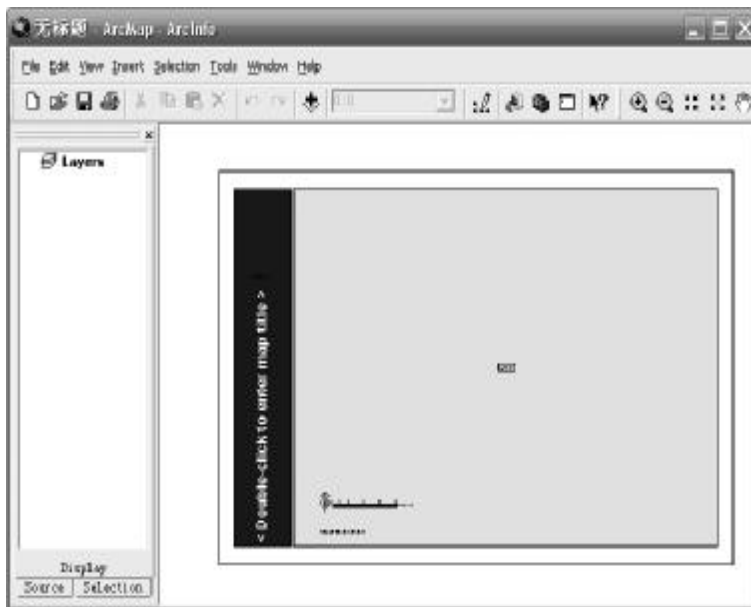 无标题 - ArcMap - ArcInfo
File Edit View Insert Selection Tools Window Help
Layers
< Double-click to enter map title >
Display
Source Selection